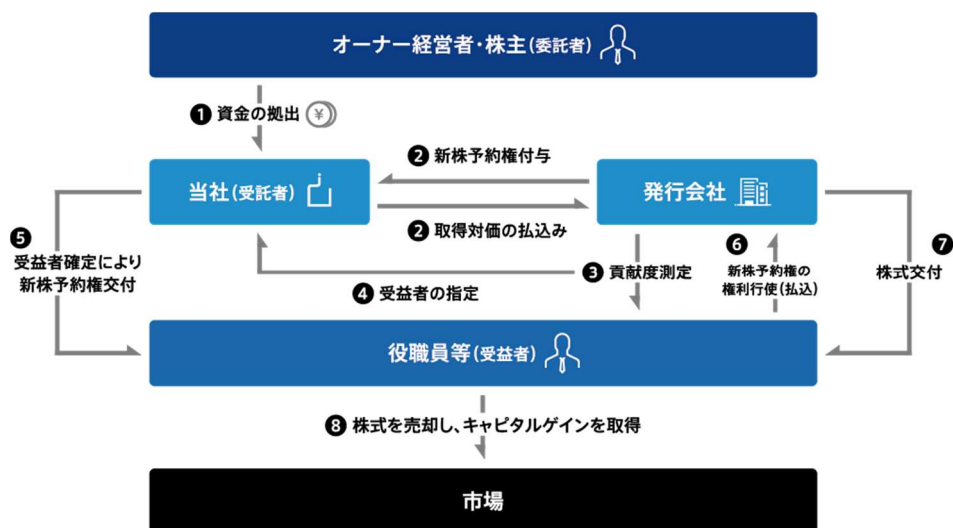 オーナー経営者・株主(委託者)
❶ 資金の拠出 ¥
❷ 新株予約権付与
当社(受託者)
発行会社
❷ 取得対価の払込み
❺
受益者確定により
新株予約権交付
❹ 受益者の指定
❸ 貢献度測定
❻
新株予約権の
権利行使(払込)
❼
株式交付
役職員等(受益者)
❽ 株式を売却し、キャピタルゲインを取得
市場